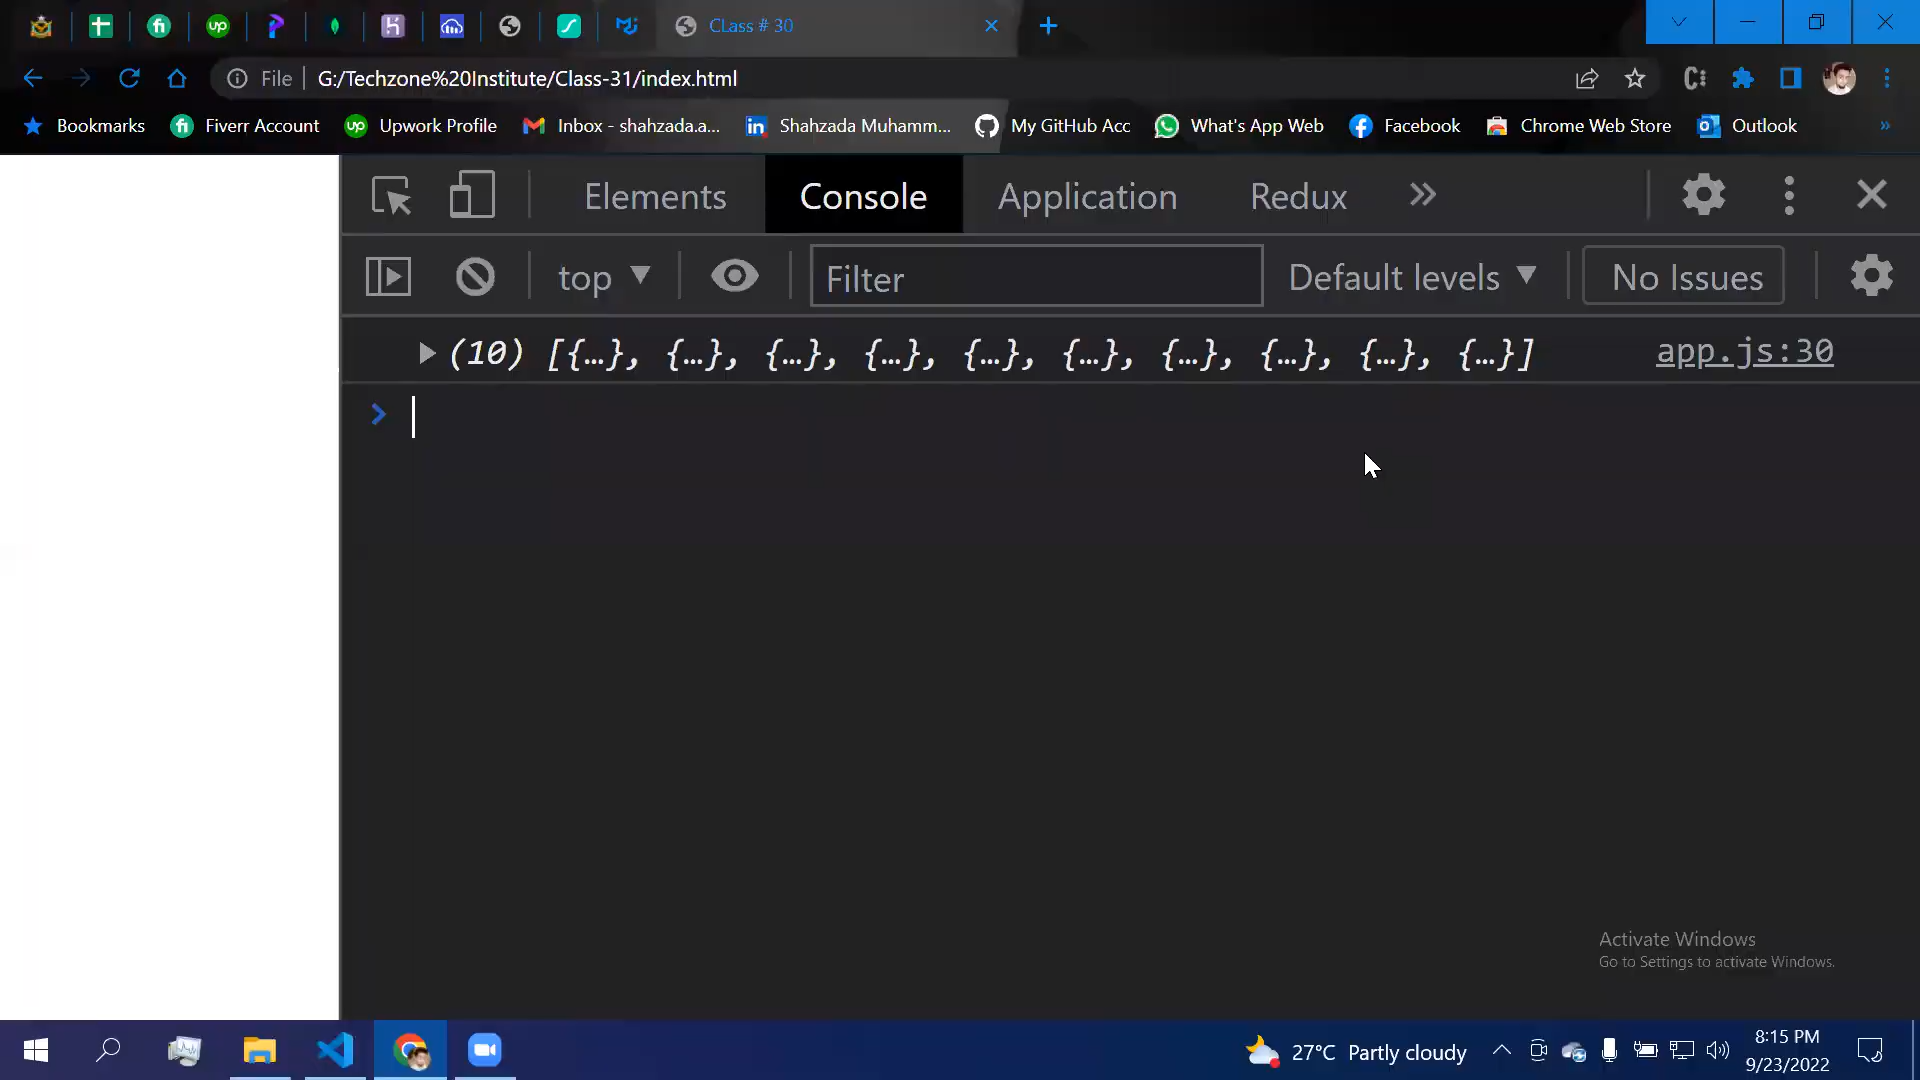 CLass # 30
File G:/Techzone%20Institute/Class-31/index.html
Bookmarks Fiverr Account Upwork Profile Inbox - shahzada.a... Shahzada Muhamm... My GitHub Acc What's App Web Facebook Chrome Web Store Outlook »
Elements Console Application Redux
top Filter Default levels No Issues
(10) [{…}, {…}, {…}, {…}, {…}, {…}, {…}, {…}, {…}, {…}] app.js:30
Activate Windows
Go to Settings to activate Windows.
27°C Partly cloudy
8:15 PM
9/23/2022